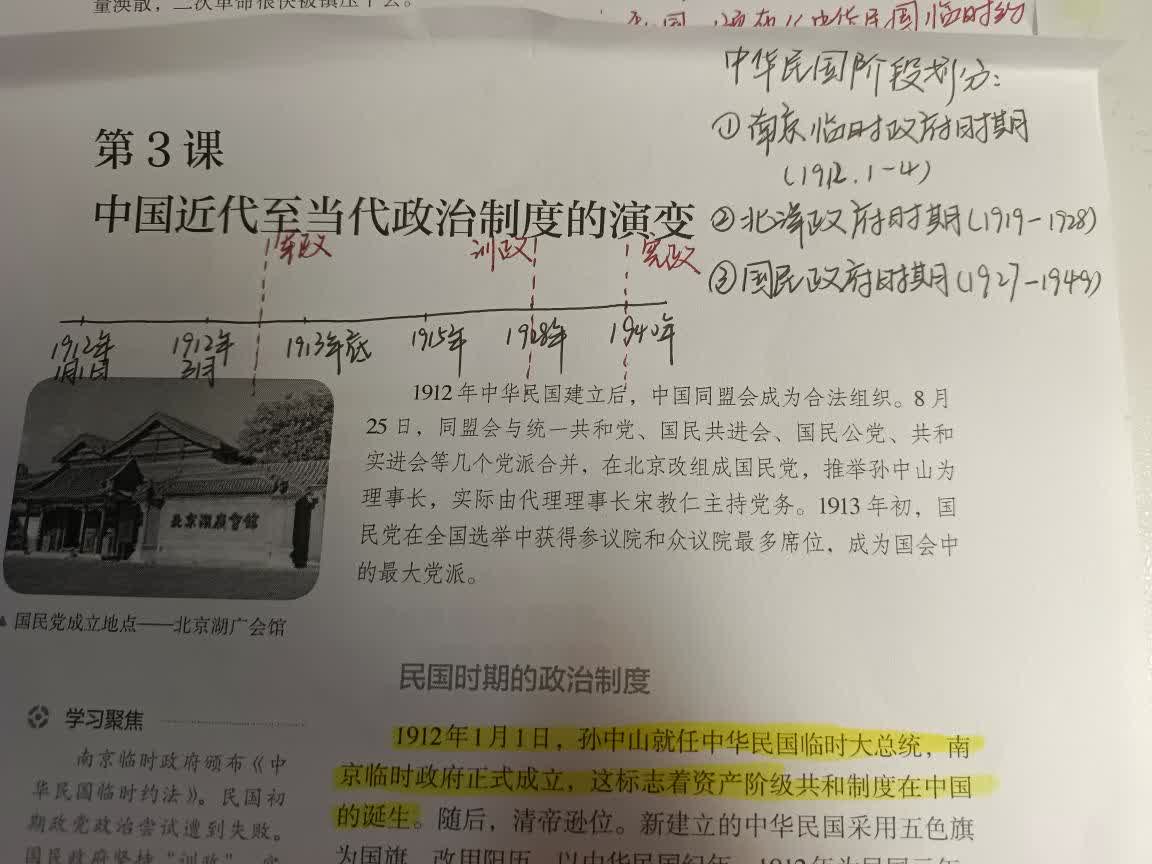 量涣散，二次革命很快被镇压下去。
中华民国临时约
中华民国阶段划分：
①南京临时政府时期
（1912.1-4）
②北洋政府时期（1919-1928）
③国民政府时期（1927-1949）
第3课
中国近代至当代政治制度的演变
军政 训政 宪政
1912年1月1日 1912年3月 1913年底 1915年 1928年 1940年
1912年中华民国建立后，中国同盟会成为合法组织。8月
25日，同盟会与统一共和党、国民共进会、国民公党、共和
实进会等几个党派合并，在北京改组成国民党，推举孙中山为
理事长，实际由代理理事长宋教仁主持党务。1913年初，国
民党在全国选举中获得参议院和众议院最多席位，成为国会中
的最大党派。
北京湖广會館
▲国民党成立地点——北京湖广会馆
民国时期的政治制度
学习聚焦
南京临时政府颁布《中
华民国临时约法》。民国初
期政党政治尝试遭到失败。
国民政府坚持“训政”，实
1912年1月1日，孙中山就任中华民国临时大总统，南
京临时政府正式成立，这标志着资产阶级共和制度在中国
的诞生。随后，清帝逊位。新建立的中华民国采用五色旗
为国旗，改用阳历，以中华民国纪年，1912年为民国元年